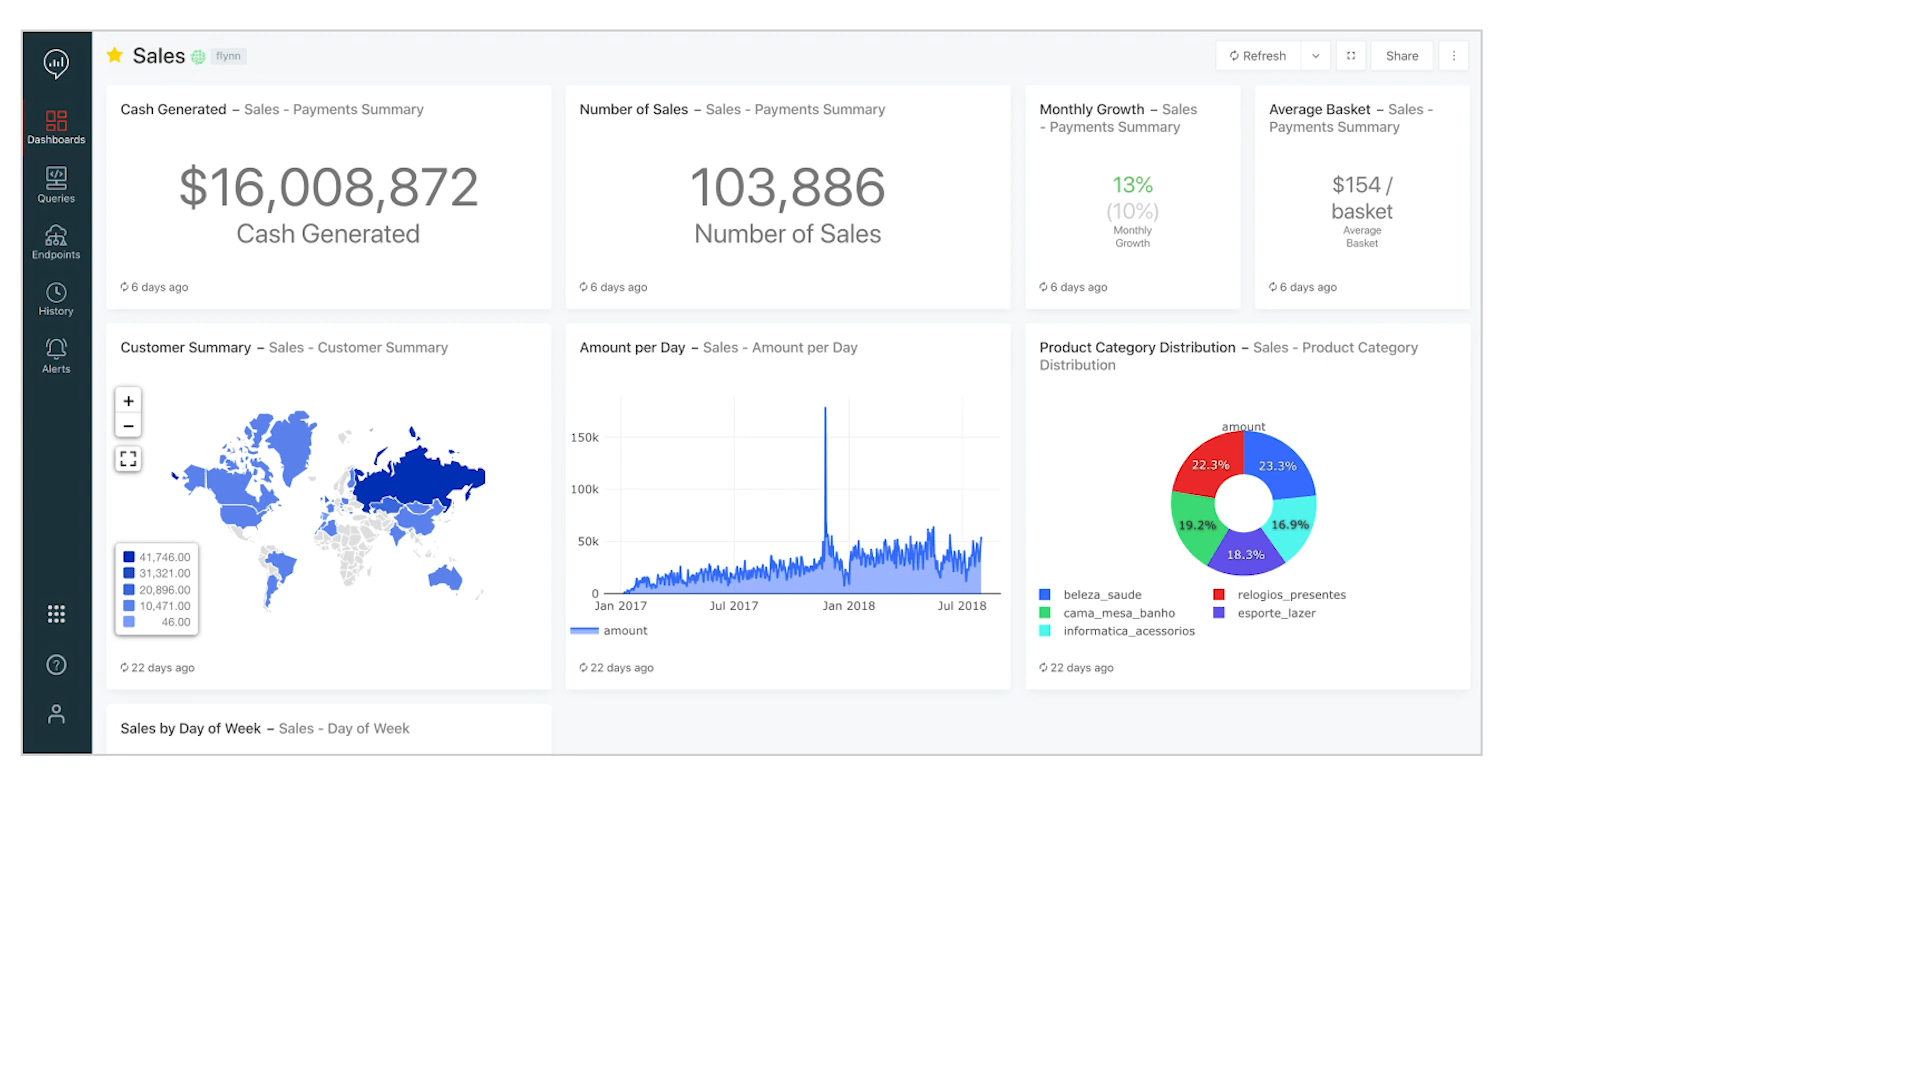 Sales flynn
Refresh
Share
Dashboards
Queries
Endpoints
History
Alerts
Cash Generated – Sales - Payments Summary
$16,008,872
Cash Generated
6 days ago
Number of Sales – Sales - Payments Summary
103,886
Number of Sales
6 days ago
Monthly Growth – Sales
- Payments Summary
13%
(10%)
Monthly
Growth
6 days ago
Average Basket – Sales -
Payments Summary
$154 /
basket
Average
Basket
6 days ago
Customer Summary – Sales - Customer Summary
+
−
41,746.00
31,321.00
20,896.00
10,471.00
46.00
22 days ago
Amount per Day – Sales - Amount per Day
150k
100k
50k
0
Jan 2017 Jul 2017 Jan 2018 Jul 2018
amount
22 days ago
Product Category Distribution – Sales - Product Category
Distribution
amount
22.3% 23.3%
19.2% 16.9%
18.3%
beleza_saude relogios_presentes
cama_mesa_banho esporte_lazer
informatica_acessorios
22 days ago
Sales by Day of Week – Sales - Day of Week